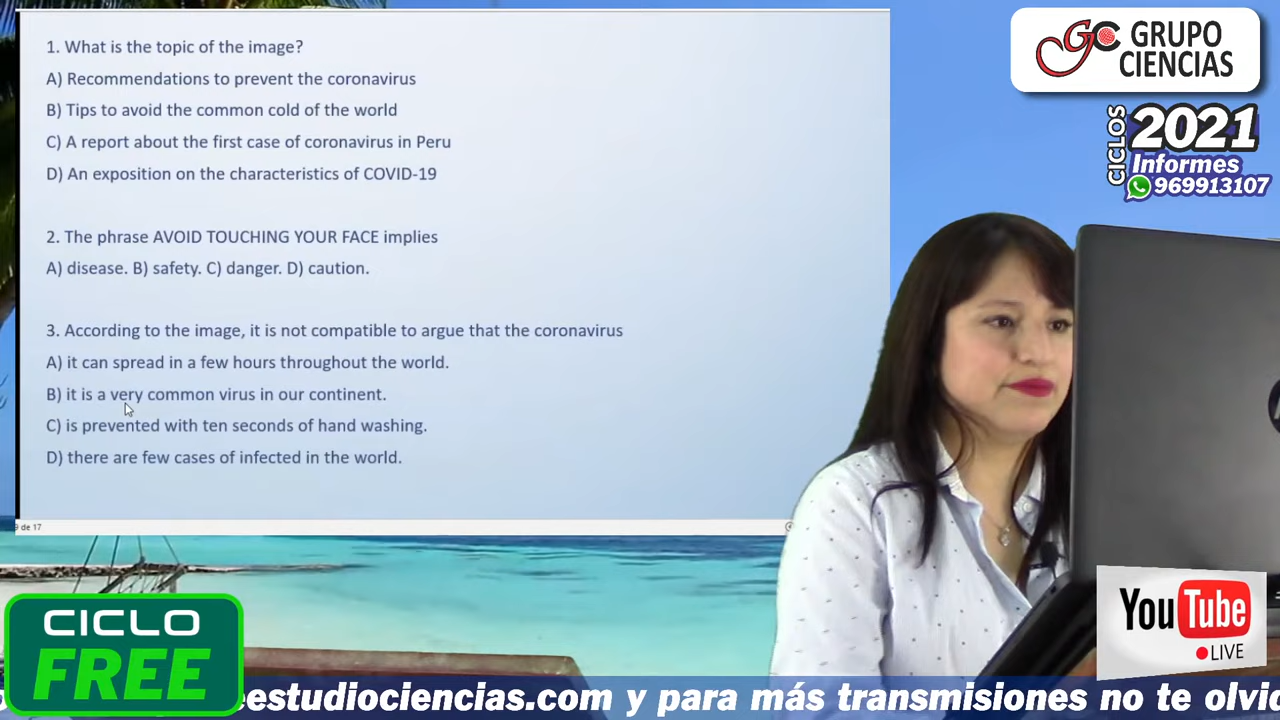 1. What is the topic of the image?
A) Recommendations to prevent the coronavirus
B) Tips to avoid the common cold of the world
C) A report about the first case of coronavirus in Peru
D) An exposition on the characteristics of COVID-19
2. The phrase AVOID TOUCHING YOUR FACE implies
A) disease. B) safety. C) danger. D) caution.
3. According to the image, it is not compatible to argue that the coronavirus
A) it can spread in a few hours throughout the world.
B) it is a very common virus in our continent.
C) is prevented with ten seconds of hand washing.
D) there are few cases of infected in the world.
9 de 17
GC GRUPO
CIENCIAS
CICLOS
2021
Informes
969913107
YouTube
LIVE
CICLO
FREE
eestudiociencias.com y para más transmisiones no te olvid